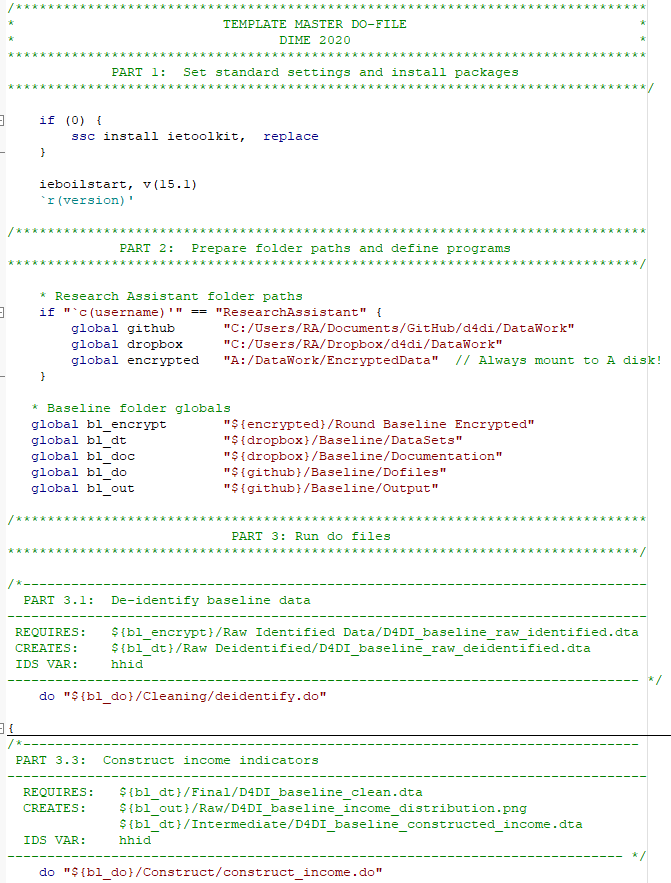 /*******************************************************************************
* TEMPLATE MASTER DO-FILE *
* DIME 2020 *
********************************************************************************
PART 1: Set standard settings and install packages
********************************************************************************/
if (0) {
ssc install ietoolkit, replace
}
ieboilstart, v(15.1)
`r(version)'
/*******************************************************************************
PART 2: Prepare folder paths and define programs
*******************************************************************************/
* Research Assistant folder paths
if "`c(username)'" == "ResearchAssistant" {
global github "C:/Users/RA/Documents/GitHub/d4di/DataWork"
global dropbox "C:/Users/RA/Dropbox/d4di/DataWork"
global encrypted "A:/DataWork/EncryptedData" // Always mount to A disk!
}
* Baseline folder globals
global bl_encrypt "${encrypted}/Round Baseline Encrypted"
global bl_dt "${dropbox}/Baseline/DataSets"
global bl_doc "${dropbox}/Baseline/Documentation"
global bl_do "${github}/Baseline/Dofiles"
global bl_out "${github}/Baseline/Output"
/*******************************************************************************
PART 3: Run do files
*******************************************************************************/
/*------------------------------------------------------------------------------
PART 3.1: De-identify baseline data
--------------------------------------------------------------------------------
REQUIRES: ${bl_encrypt}/Raw Identified Data/D4DI_baseline_raw_identified.dta
CREATES: ${bl_dt}/Raw Deidentified/D4DI_baseline_raw_deidentified.dta
IDS VAR: hhid
------------------------------------------------------------------------------- */
do "${bl_do}/Cleaning/deidentify.do"
{
/*-----------------------------------------------------------------------------
PART 3.3: Construct income indicators
--------------------------------------------------------------------------------
REQUIRES: ${bl_dt}/Final/D4DI_baseline_clean.dta
CREATES: ${bl_out}/Raw/D4DI_baseline_income_distribution.png
${bl_dt}/Intermediate/D4DI_baseline_constructed_income.dta
IDS VAR: hhid
----------------------------------------------------------------------------- */
do "${bl_do}/Construct/construct_income.do"